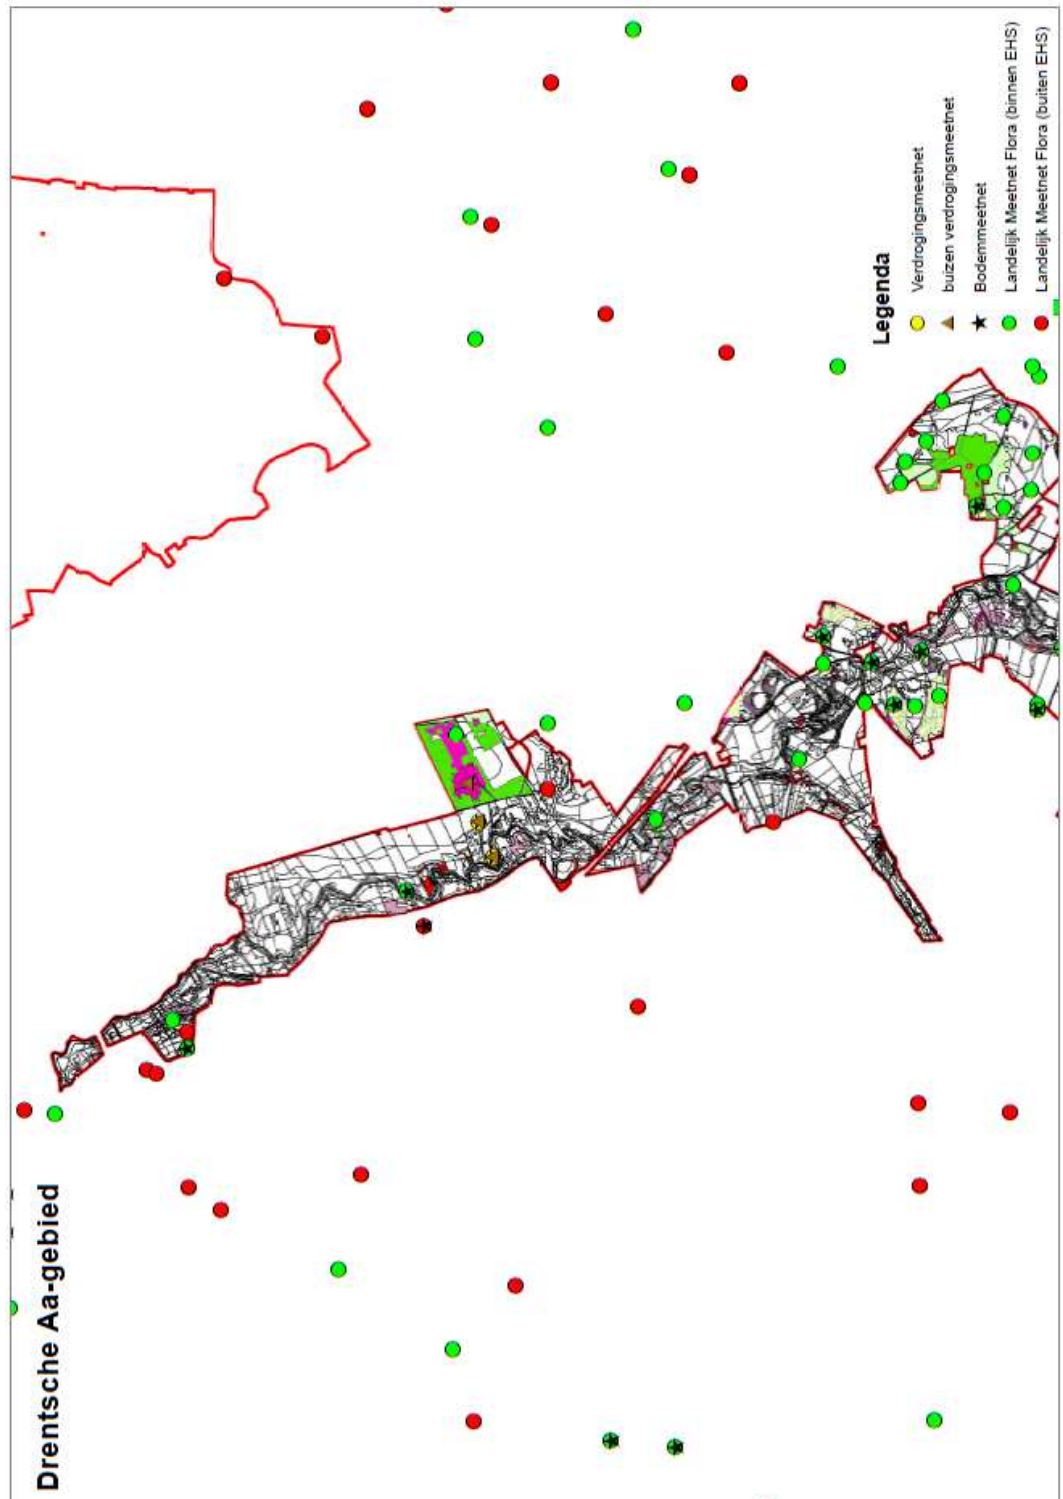 Drentsche Aa-gebied
Legenda
Verdrogingsmeetnet
buizen verdrogingsmeetnet
Bodemmeetnet
Landelijk Meetnet Flora (binnen EHS)
Landelijk Meetnet Flora (buiten EHS)